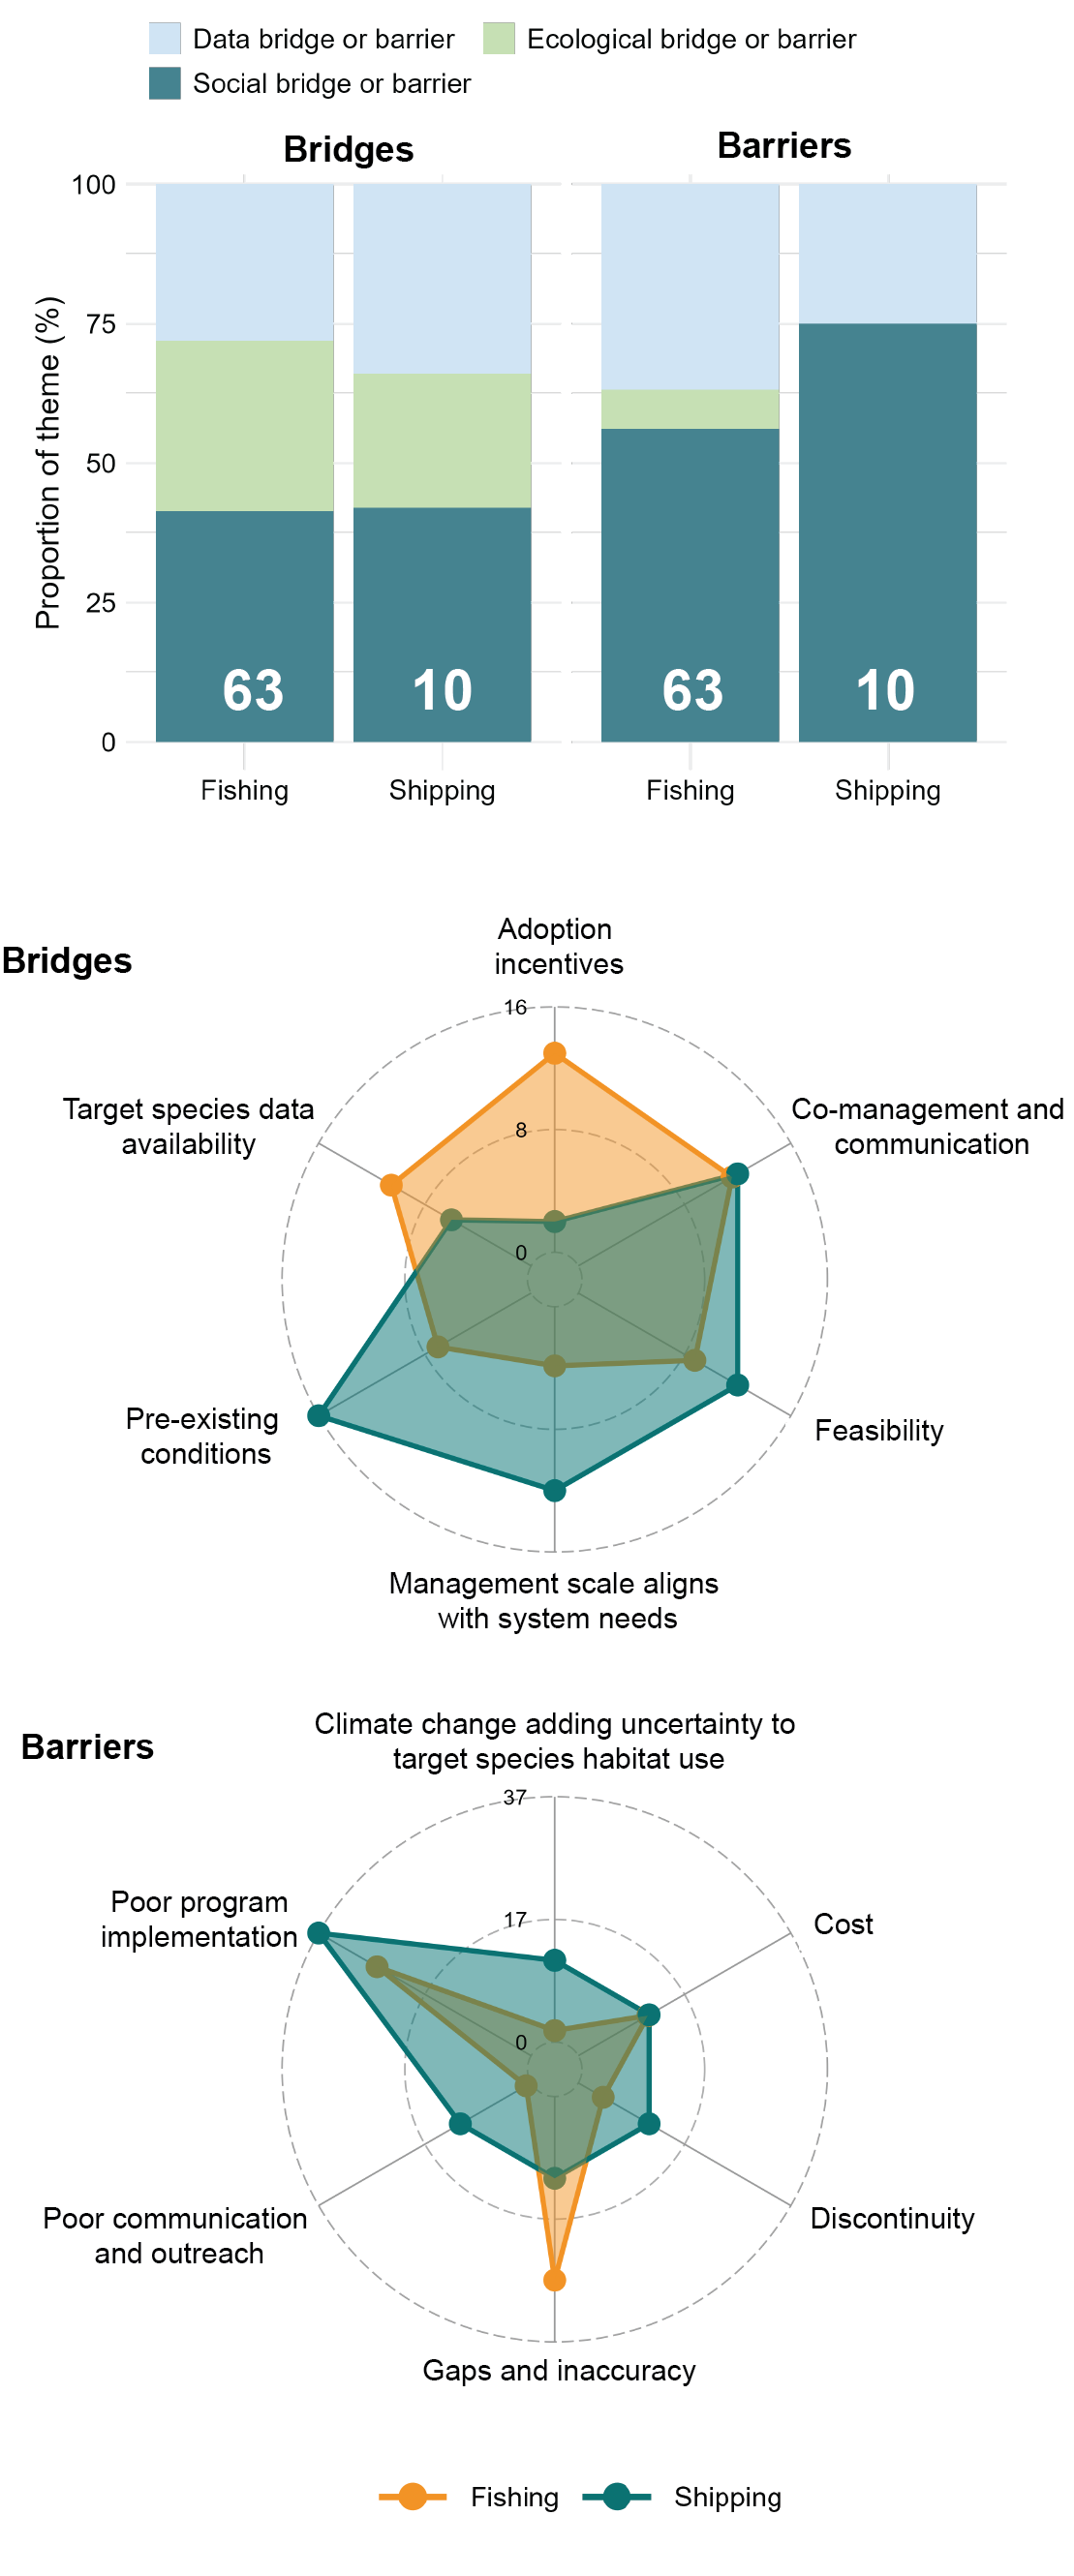 Data bridge or barrier
Ecological bridge or barrier
Social bridge or barrier
Bridges
Barriers
Proportion of theme (%)
100
75
50
25
0
63
10
63
10
Fishing
Shipping
Fishing
Shipping
Bridges
Adoption
incentives
16
8
0
Target species data
availability
Co-management and
communication
Pre-existing
conditions
Feasibility
Management scale aligns
with system needs
Barriers
Climate change adding uncertainty to
target species habitat use
37
17
0
Poor program
implementation
Cost
Poor communication
and outreach
Discontinuity
Gaps and inaccuracy
Fishing
Shipping